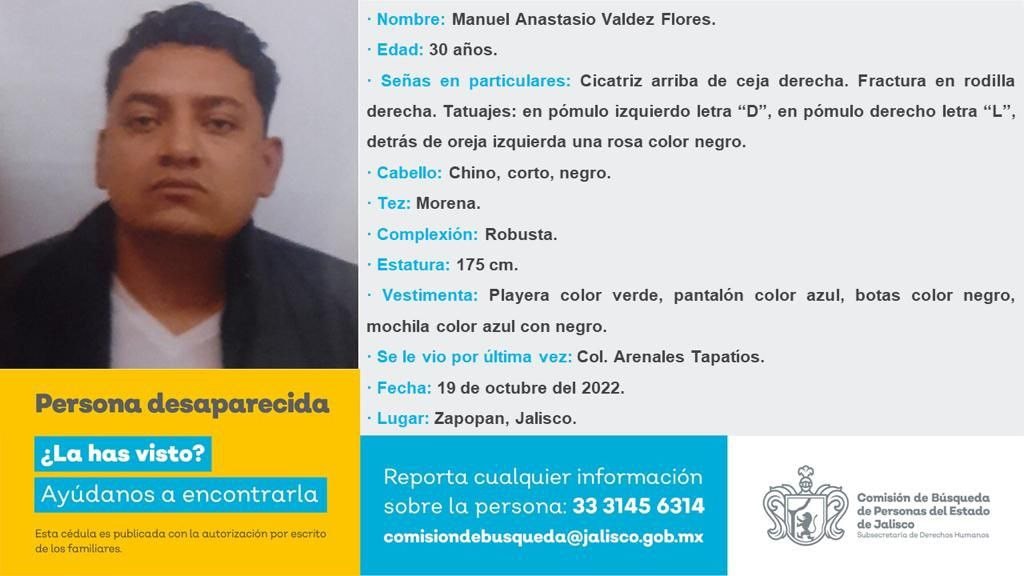 · Nombre: Manuel Anastasio Valdez Flores.
· Edad: 30 años.
· Señas en particulares: Cicatriz arriba de ceja derecha. Fractura en rodilla
derecha. Tatuajes: en pómulo izquierdo letra “D”, en pómulo derecho letra “L”,
detrás de oreja izquierda una rosa color negro.
· Cabello: Chino, corto, negro.
· Tez: Morena.
· Complexión: Robusta.
· Estatura: 175 cm.
· Vestimenta: Playera color verde, pantalón color azul, botas color negro,
mochila color azul con negro.
· Se le vio por última vez: Col. Arenales Tapatíos.
· Fecha: 19 de octubre del 2022.
· Lugar: Zapopan, Jalisco.
Persona desaparecida
¿La has visto?
Ayúdanos a encontrarla
Esta cédula es publicada con la autorización por escrito
de los familiares.
Reporta cualquier información
sobre la persona: 33 3145 6314
comisiondebusqueda@jalisco.gob.mx
Comisión de Búsqueda
de Personas del Estado
de Jalisco
Subsecretaría de Derechos Humanos